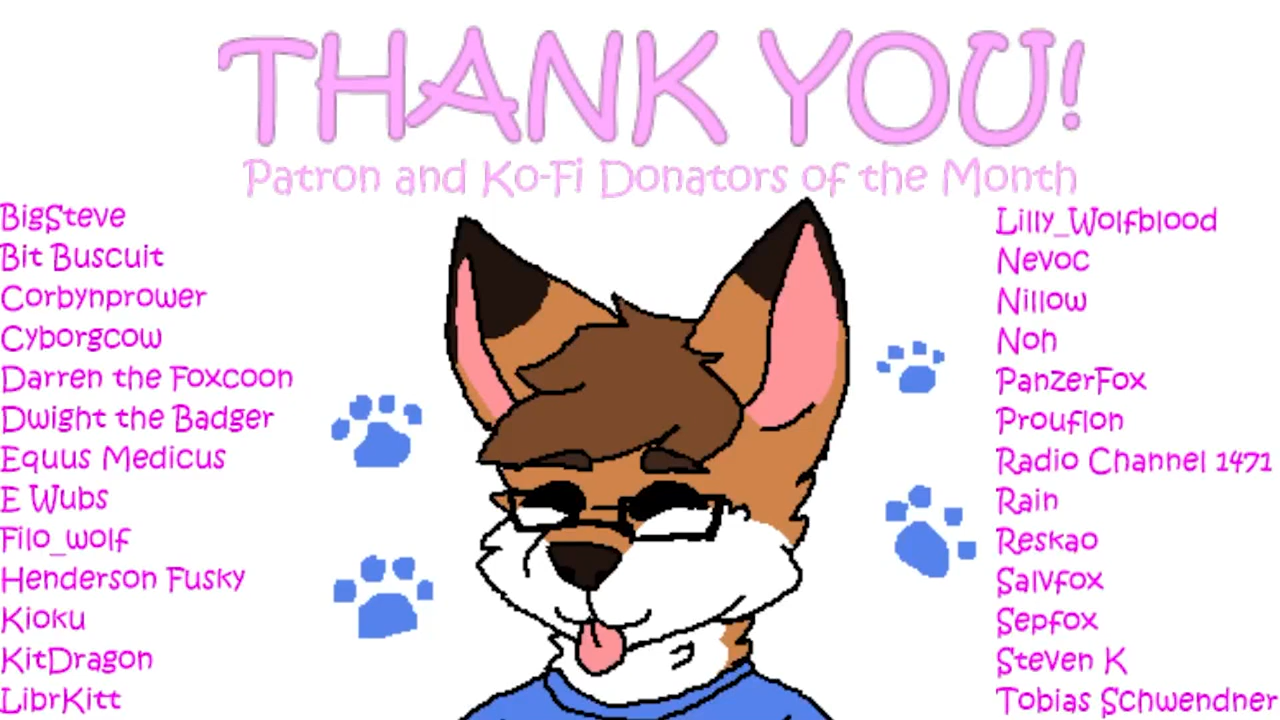 THANK YOU!
Patron and Ko-Fi Donators of the Month
BigSteve
Bit Buscuit
Corbynprower
Cyborgcow
Darren the Foxcoon
Dwight the Badger
Equus Medicus
E Wubs
Filo_wolf
Henderson Fusky
Kioku
KitDragon
LibrKitt
Lilly_Wolfblood
Nevoc
Nillow
Noh
PanzerFox
Prouflon
Radio Channel 1471
Rain
Reskao
Salvfox
Sepfox
Steven K
Tobias Schwendner